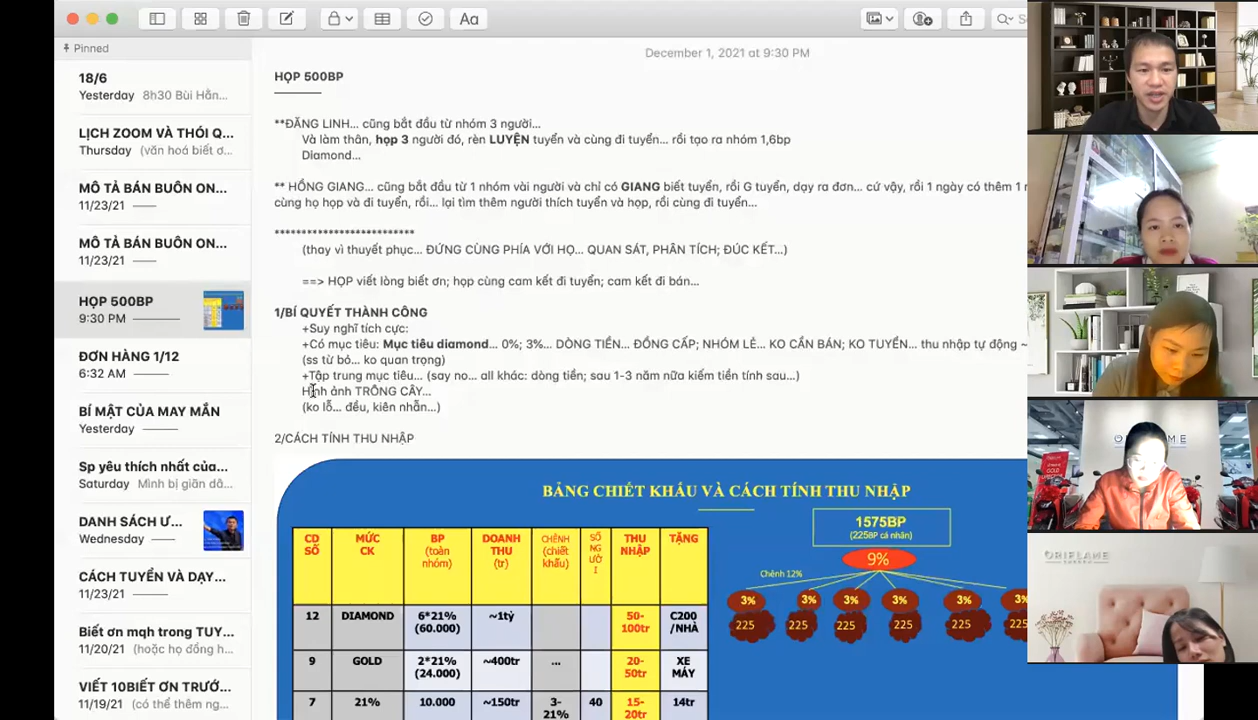 Aa
Pinned
18/6
Yesterday 8h30 Bùi Hằn...
LỊCH ZOOM VÀ THÓI Q...
Thursday (văn hoá biết ơ...
MÔ TẢ BÁN BUÔN ON...
11/23/21
MÔ TẢ BÁN BUÔN ON...
11/23/21
HỌP 500BP
9:30 PM
ĐƠN HÀNG 1/12
6:32 AM
BÍ MẬT CỦA MAY MẮN
Yesterday
Sp yêu thích nhất của...
Saturday Mình bị giãn dâ...
DANH SÁCH Ư...
Wednesday
CÁCH TUYỂN VÀ DẠY...
11/23/21
Biết ơn mqh trong TUY...
11/20/21 (hoặc họ đồng h...
VIẾT 10BIẾT ƠN TRƯỚ...
11/19/21 (có thể thêm ng...
December 1, 2021 at 9:30 PM
HỌP 500BP
**ĐĂNG LINH... cũng bắt đầu từ nhóm 3 người...
Và làm thân, họp 3 người đó, rèn LUYỆN tuyển và cùng đi tuyển... rồi tạo ra nhóm 1,6bp
Diamond...
** HỒNG GIANG... cũng bắt đầu từ 1 nhóm vài người và chỉ có GIANG biết tuyển, rồi G tuyển, dạy ra đơn... cứ vậy, rồi 1 ngày có thêm 1
cùng họ họp và đi tuyển, rồi... lại tìm thêm người thích tuyển và họp, rồi cùng đi tuyển...
**************************
(thay vì thuyết phục... ĐỨNG CÙNG PHÍA VỚI HỌ... QUAN SÁT, PHÂN TÍCH; ĐÚC KẾT...)
==> HỌP viết lòng biết ơn; họp cùng cam kết đi tuyển; cam kết đi bán...
1/BÍ QUYẾT THÀNH CÔNG
+Suy nghĩ tích cực:
+Có mục tiêu: Mục tiêu diamond... 0%; 3%... DÒNG TIỀN... ĐỒNG CẤP; NHÓM LẺ... KO CẦN BÁN; KO TUYỂN... thu nhập tự động ~
(ss từ bỏ... ko quan trọng)
+Tập trung mục tiêu... (say no... all khác: dòng tiền; sau 1-3 năm nữa kiếm tiền tính sau...)
Hình ảnh TRỒNG CÂY...
(ko lỗ... đều, kiên nhẫn...)
2/CÁCH TÍNH THU NHẬP
BẢNG CHIẾT KHẤU VÀ CÁCH TÍNH THU NHẬP
CD SỐ MỨC CK BP (toàn nhóm) DOANH THU (tr) CHÊNH (chiết khấu) SỐ NGƯỜI THU NHẬP TẶNG
12 DIAMOND 6*21% (60.000) ~1tỷ 50-100tr C200 /NHÀ
9 GOLD 2*21% (24.000) ~400tr ... 20-50tr XE MÁY
7 21% 10.000 ~150tr 3-21% 40 15-20tr 14tr
1575BP
(225BP cá nhân)
9%
Chênh 12%
3% 3% 3% 3% 3% 3%
225 225 225 225 225 225
ORIFLAME
ORIFLAME
SWEDEN